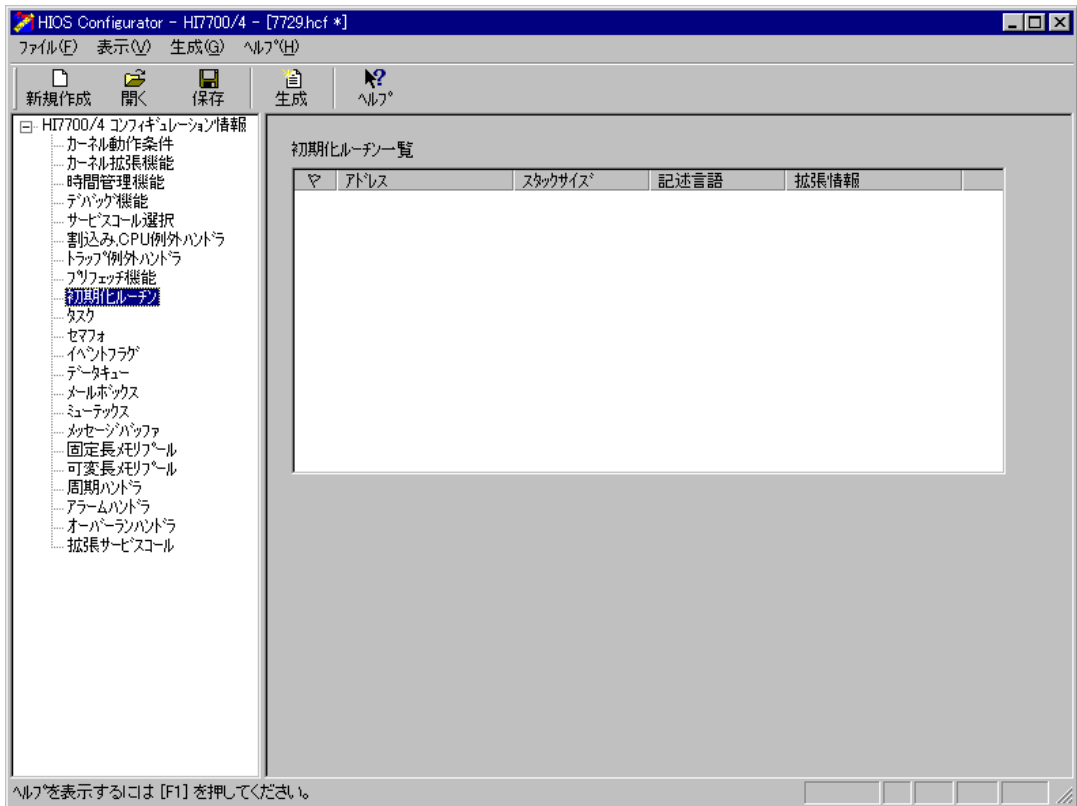 HIOS Configurator - HI7700/4 - [7729.hcf *]
ファイル(F) 表示(V) 生成(G) ﾍﾙﾌﾟ(H)
新規作成 開く 保存 生成 ﾍﾙﾌﾟ
HI7700/4 ｺﾝﾌｨｷﾞｭﾚｰｼｮﾝ情報
ｶｰﾈﾙ動作条件
ｶｰﾈﾙ拡張機能
時間管理機能
ﾃﾞﾊﾞｯｸﾞ機能
ｻｰﾋﾞｽｺｰﾙ選択
割込み,CPU例外ﾊﾝﾄﾞﾗ
ﾄﾗｯﾌﾟ例外ﾊﾝﾄﾞﾗ
ﾌﾟﾘﾌｪｯﾁ機能
初期化ﾙｰﾁﾝ
ﾀｽｸ
ｾﾏﾌｫ
ｲﾍﾞﾝﾄﾌﾗｸﾞ
ﾃﾞｰﾀｷｭｰ
ﾒｰﾙﾎﾞｯｸｽ
ﾐｭｰﾃｯｸｽ
ﾒｯｾｰｼﾞﾊﾞｯﾌｧ
固定長ﾒﾓﾘﾌﾟｰﾙ
可変長ﾒﾓﾘﾌﾟｰﾙ
周期ﾊﾝﾄﾞﾗ
ｱﾗｰﾑﾊﾝﾄﾞﾗ
ｵｰﾊﾞｰﾗﾝﾊﾝﾄﾞﾗ
拡張ｻｰﾋﾞｽｺｰﾙ
初期化ﾙｰﾁﾝ一覧
ｱﾄﾞﾚｽ ｽﾀｯｸｻｲｽﾞ 記述言語 拡張情報
ﾍﾙﾌﾟを表示するには [F1] を押してください。